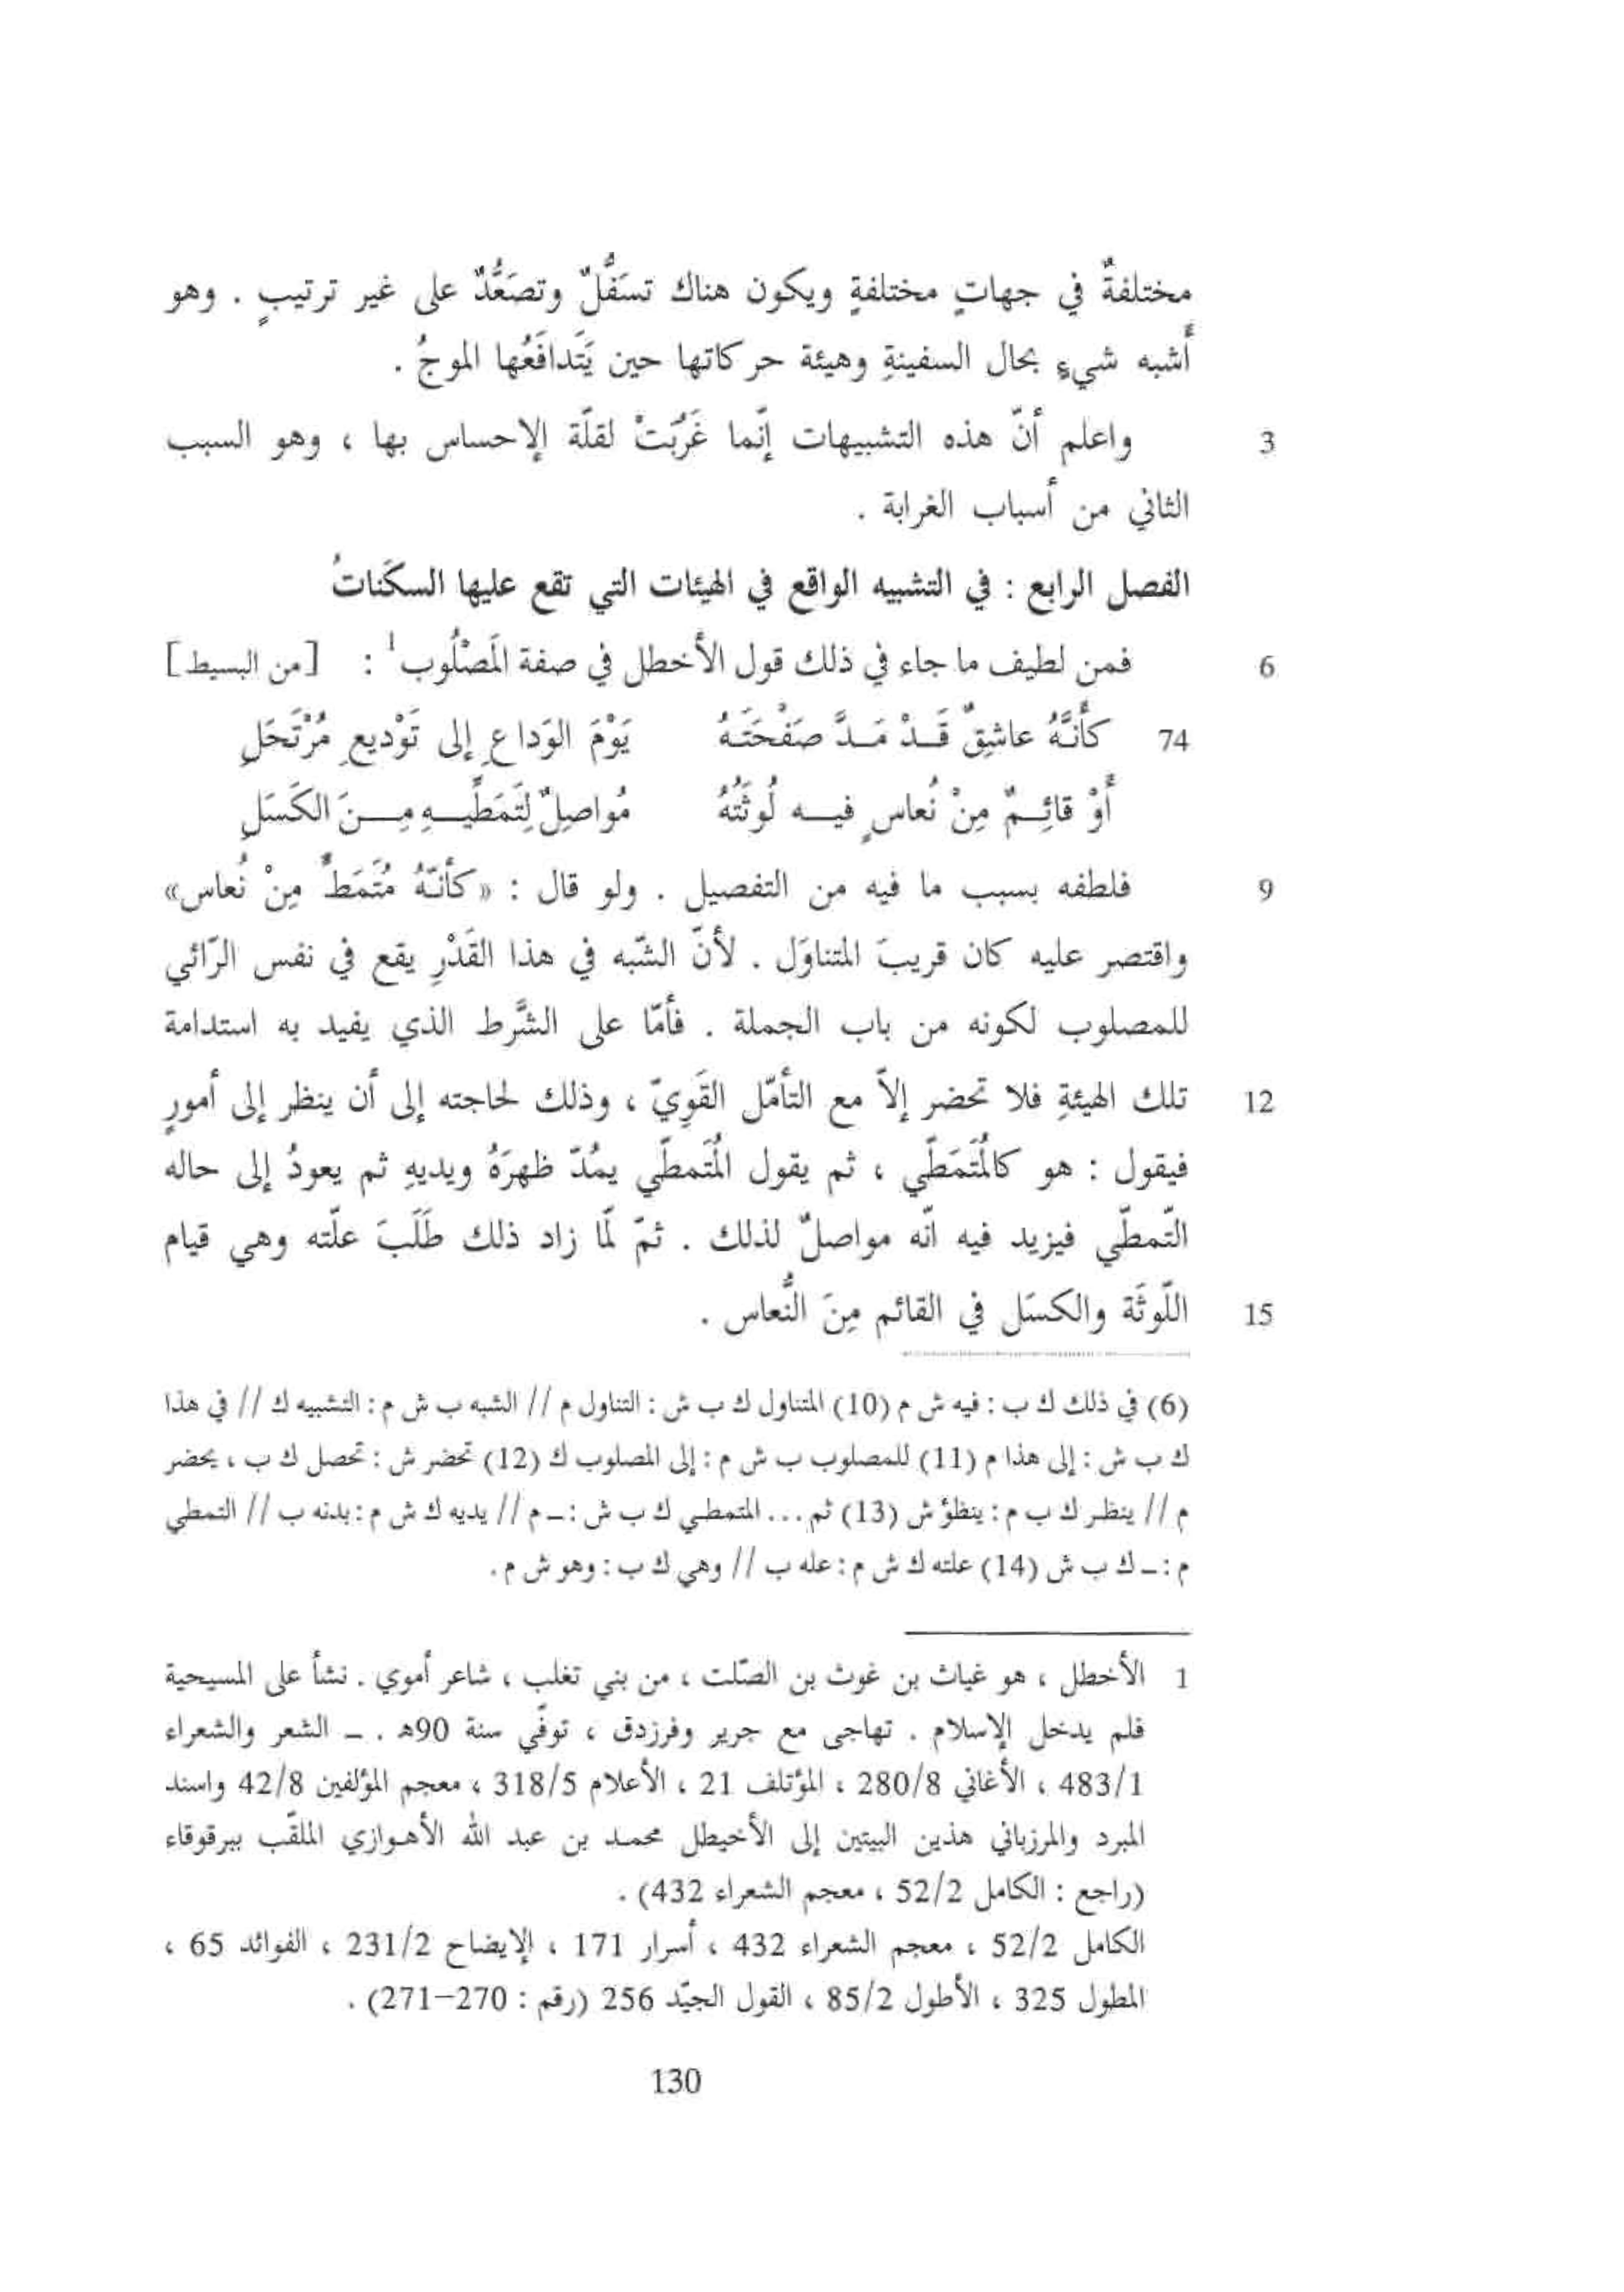 مختلفةٌ في جهاتٍ مختلفةٍ ويكون هناك تسَفُّلٌ وتصَعُّدٌ على غير ترتيبٍ . وهو
أشبه شيءٍ بحال السفينةِ وهيئة حركاتها حين يَتَدافَعُها الموجُ .
3 واعلم أنّ هذه التشبيهات إنّما غَرُبَتْ لقلّة الإحساس بها ، وهو السبب
الثاني من أسباب الغرابة .
الفصل الرابع : في التشبيه الواقع في الهيئات التي تقع عليها السكَناتُ
6 فمن لطيف ما جاء في ذلك قول الأخطل في صفة المَصْلُوب1 : [من البسيط]
74 كأَنَّهُ عاشِقٌ قَـدْ مَـدَّ صَفْحَتَـهُ يَوْمَ الوَداعِ إلى تَوْديعِ مُرْتَحَلِ
أَوْ قائِـمٌ مِنْ نُعاسٍ فيـه لُوثَتُهُ مُواصِلٌ لِتَمَطِّيـهِ مِـنَ الكَسَلِ
9 فلطفه بسبب ما فيه من التفصيل . ولو قال : «كأنّهُ مُتَمَطٍّ مِنْ نُعاس»
واقتصر عليه كان قريبَ المتناوَل . لأنّ الشّبه في هذا القَدْرِ يقع في نفس الرّائي
للمصلوب لكونه من باب الجملة . فأمّا على الشَّرط الذي يفيد به استدامة
12 تلك الهيئةِ فلا تحضر إلاّ مع التأمّل القَوِيّ ، وذلك لحاجته إلى أن ينظر إلى أمورٍ
فيقول : هو كالمُتَمَطّي ، ثم يقول المُتَمطّي يمُدّ ظهرَهُ ويديهِ ثم يعودُ إلى حاله
التّمطّي فيزيد فيه انّه مواصلٌ لذلك . ثمّ لمّا زاد ذلك طَلَبَ علّته وهي قيام
15 اللّوثَة والكسَل في القائم مِنَ النُّعاس .
(6) في ذلك ك ب : فيه ش م (10) المتناول ك ب ش : التناول م // الشبه ب ش م : التشبيه ك // في هذا
ك ب ش : إلى هذا م (11) للمصلوب ب ش م : إلى المصلوب ك (12) تحضر ش : تحصل ك ب ، يحضر
م // ينظر ك ب م : ينظؤ ش (13) ثم ... المتمطي ك ب ش : ــ م // يديه ك ش م : بدنه ب // التمطي
م : ــ ك ب ش (14) علته ك ش م : عله ب // وهي ك ب : وهو ش م .
1 الأخطل ، هو غياث بن غوث بن الصّلت ، من بني تغلب ، شاعر أموي . نشأ على المسيحية
فلم يدخل الإسلام . تهاجى مع جرير وفرزدق ، توفّي سنة 90هـ . ــ الشعر والشعراء
483/1 ، الأغاني 280/8 ، المؤتلف 21 ، الأعلام 318/5 ، معجم المؤلفين 42/8 واسند
المبرد والمرزباني هذين البيتين إلى الأخيطل محمد بن عبد الله الأهوازي الملقّب ببرقوقاء
(راجع : الكامل 52/2 ، معجم الشعراء 432) .
الكامل 52/2 ، معجم الشعراء 432 ، أسرار 171 ، الإيضاح 231/2 ، الفوائد 65 ،
المطول 325 ، الأطول 85/2 ، القول الجيّد 256 (رقم : 270–271) .
130